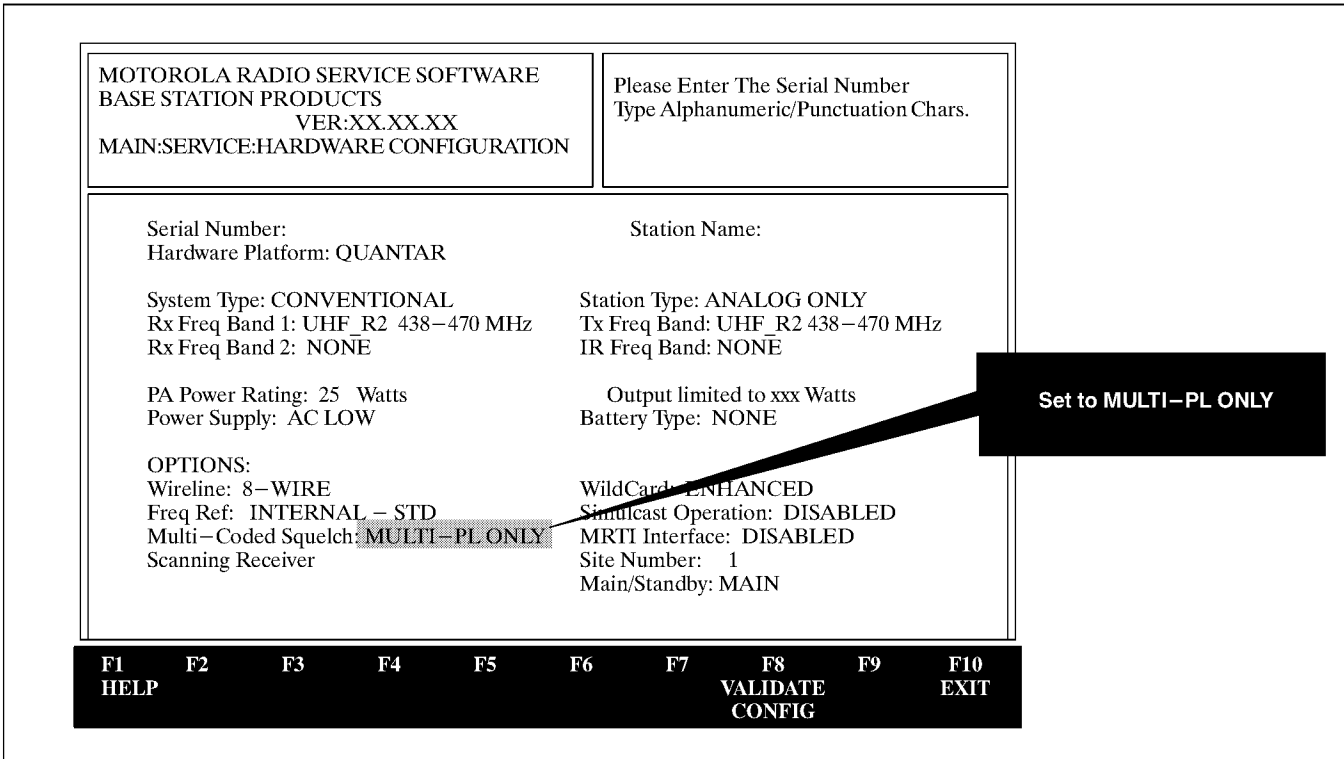 MOTOROLA RADIO SERVICE SOFTWARE
BASE STATION PRODUCTS
VER:XX.XX.XX
MAIN:SERVICE:HARDWARE CONFIGURATION
Please Enter The Serial Number
Type Alphanumeric/Punctuation Chars.
Serial Number: Station Name:
Hardware Platform: QUANTAR
System Type: CONVENTIONAL Station Type: ANALOG ONLY
Rx Freq Band 1: UHF_R2 438−470 MHz Tx Freq Band: UHF_R2 438−470 MHz
Rx Freq Band 2: NONE IR Freq Band: NONE
PA Power Rating: 25 Watts Output limited to xxx Watts
Power Supply: AC LOW Battery Type: NONE
Set to MULTI−PL ONLY
OPTIONS:
Wireline: 8−WIRE WildCard: ENHANCED
Freq Ref: INTERNAL − STD Simulcast Operation: DISABLED
Multi−Coded Squelch: MULTI−PL ONLY MRTI Interface: DISABLED
Scanning Receiver Site Number: 1
Main/Standby: MAIN
F1 F2 F3 F4 F5 F6 F7 F8 F9 F10
HELP VALIDATE EXIT
CONFIG